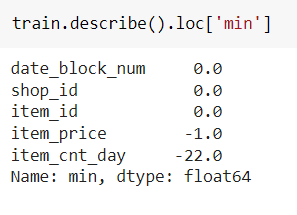 train.describe().loc['min']
date_block_num 0.0
shop_id 0.0
item_id 0.0
item_price -1.0
item_cnt_day -22.0
Name: min, dtype: float64